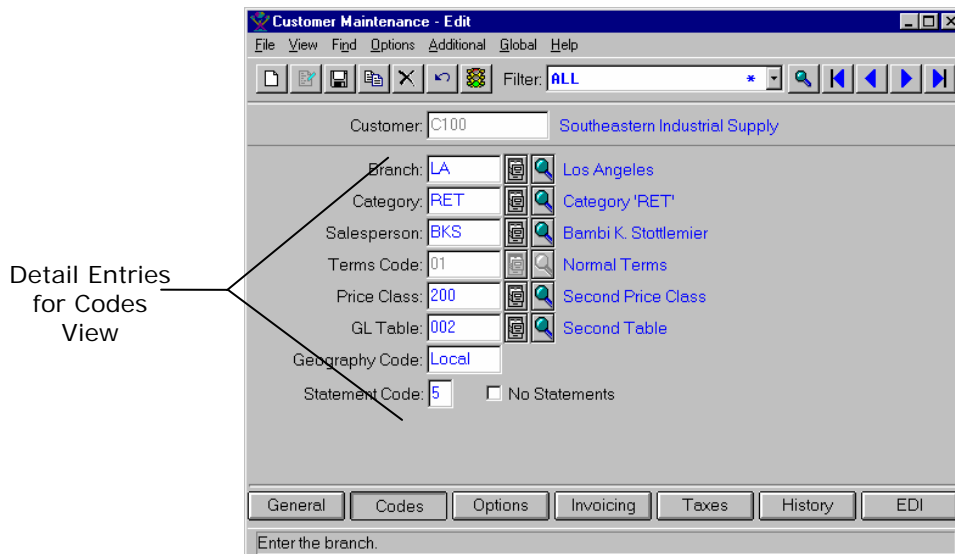 Customer Maintenance - Edit
File View Find Options Additional Global Help
Filter: ALL *
Customer: C100 Southeastern Industrial Supply
Branch: LA Los Angeles
Category: RET Category 'RET'
Salesperson: BKS Bambi K. Stottlemier
Terms Code: 01 Normal Terms
Price Class: 200 Second Price Class
GL Table: 002 Second Table
Geography Code: Local
Statement Code: 5 No Statements
Detail Entries
for Codes
View
General Codes Options Invoicing Taxes History EDI
Enter the branch.